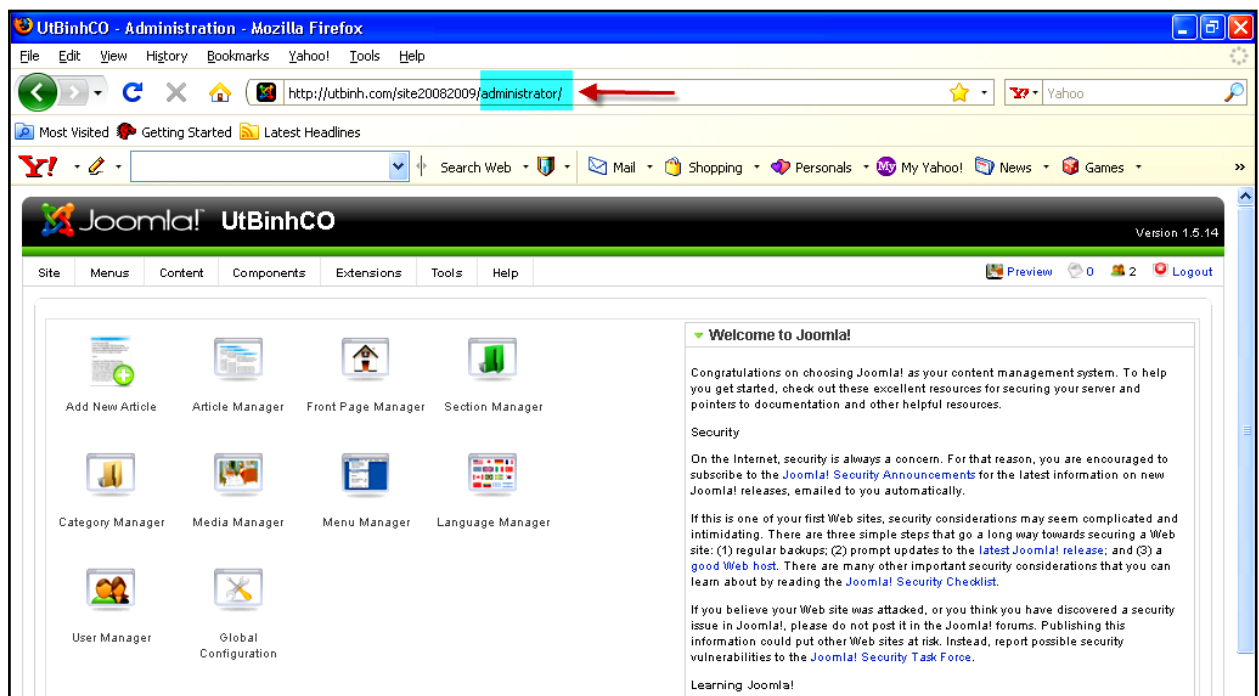 UtBinhCO - Administration - Mozilla Firefox
File Edit View History Bookmarks Yahoo! Tools Help
http://utbinh.com/site20082009/administrator/ Y! Yahoo
Most Visited Getting Started Latest Headlines
Y! Search Web Mail Shopping Personals My My Yahoo! News Games »
Joomla!™ UtBinhCO
Version 1.5.14
Site Menus Content Components Extensions Tools Help Preview 0 2 Logout
Add New Article Article Manager Front Page Manager Section Manager
Category Manager Media Manager Menu Manager Language Manager
User Manager Global
Configuration
Welcome to Joomla!
Congratulations on choosing Joomla! as your content management system. To help
you get started, check out these excellent resources for securing your server and
pointers to documentation and other helpful resources.
Security
On the Internet, security is always a concern. For that reason, you are encouraged to
subscribe to the Joomla! Security Announcements for the latest information on new
Joomla! releases, emailed to you automatically.
If this is one of your first Web sites, security considerations may seem complicated and
intimidating. There are three simple steps that go a long way towards securing a Web
site: (1) regular backups; (2) prompt updates to the latest Joomla! release; and (3) a
good Web host. There are many other important security considerations that you can
learn about by reading the Joomla! Security Checklist.
If you believe your Web site was attacked, or you think you have discovered a security
issue in Joomla!, please do not post it in the Joomla! forums. Publishing this
information could put other Web sites at risk. Instead, report possible security
vulnerabilities to the Joomla! Security Task Force.
Learning Joomla!